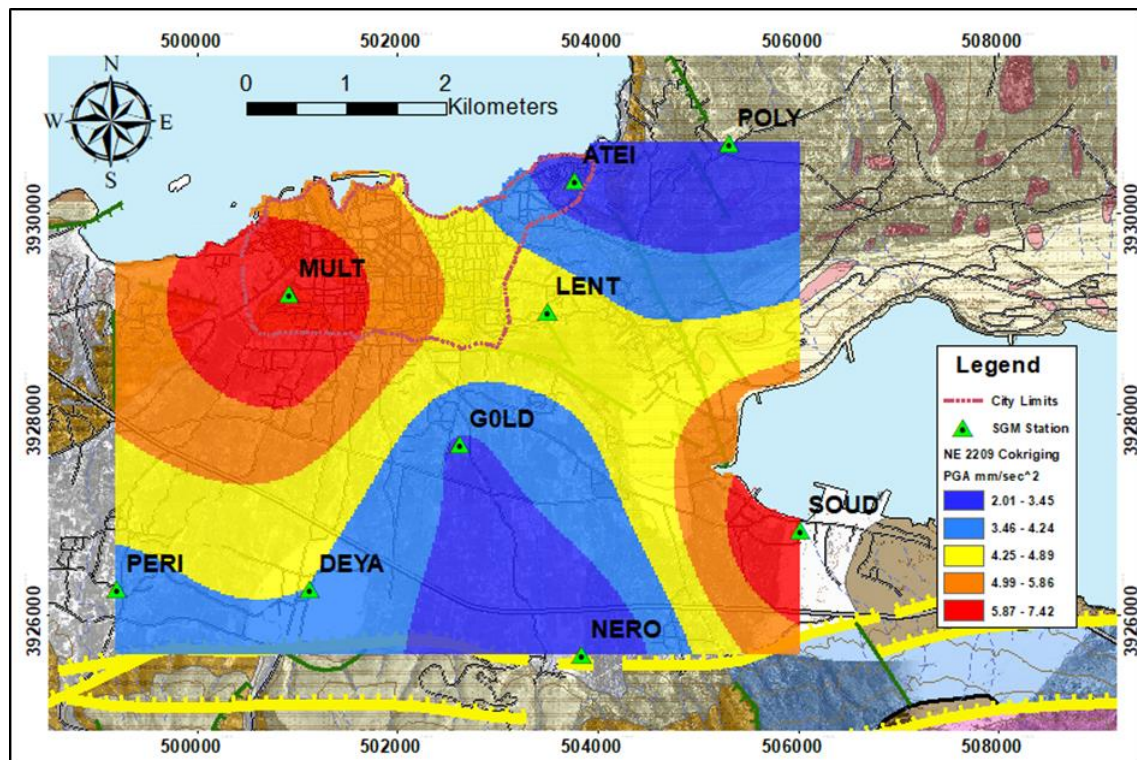 500000 502000 504000 506000 508000
N
W E
S
0 1 2
Kilometers
POLY
ATEI
3930000 3930000
MULT
LENT
Legend
City Limits
SGM Station
NE 2209 Cokriging
PGA mm/sec^2
2.01 - 3.45
3.46 - 4.24
4.25 - 4.89
4.99 - 5.86
5.87 - 7.42
3928000 3928000
G0LD
SOUD
PERI
DEYA
NERO
3926000 3926000
500000 502000 504000 506000 508000